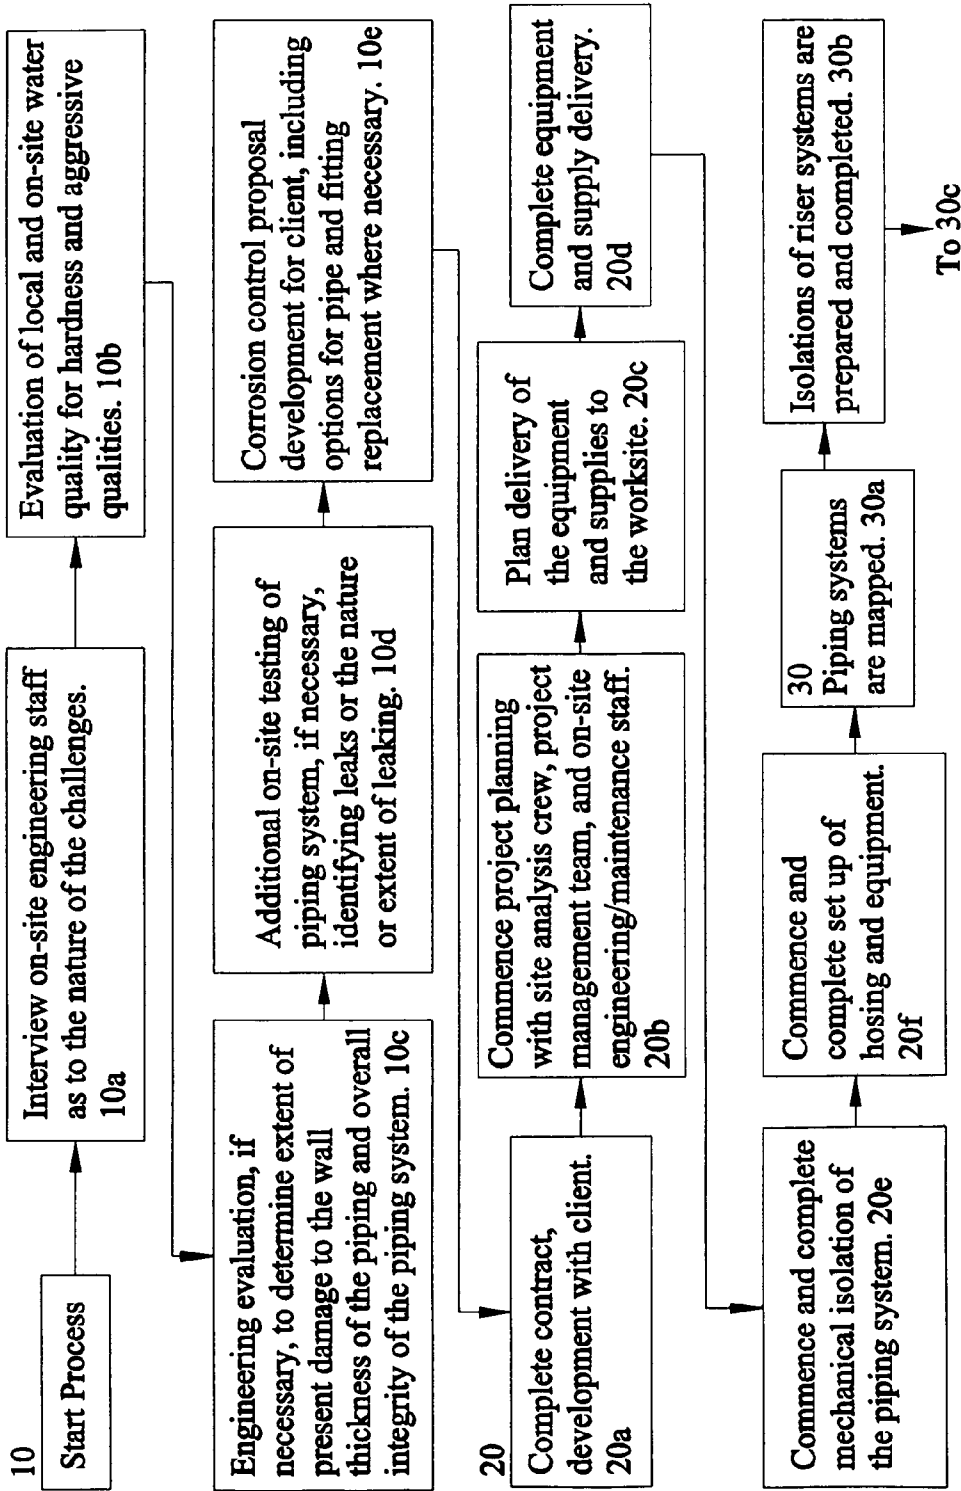 10
Start Process
Interview on-site engineering staff
as to the nature of the challenges.
10a
Evaluation of local and on-site water
quality for hardness and aggressive
qualities. 10b
Engineering evaluation, if
necessary, to determine extent of
present damage to the wall
thickness of the piping and overall
integrity of the piping system. 10c
Additional on-site testing of
piping system, if necessary,
identifying leaks or the nature
or extent of leaking. 10d
Corrosion control proposal
development for client, including
options for pipe and fitting
replacement where necessary. 10e
20
Complete contract,
development with client.
20a
Commence project planning
with site analysis crew, project
management team, and on-site
engineering/maintenance staff.
20b
Plan delivery of
the equipment
and supplies to
the worksite. 20c
Complete equipment
and supply delivery.
20d
Commence and complete
mechanical isolation of
the piping system. 20e
Commence and
complete set up of
hosing and equipment.
20f
30
Piping systems
are mapped. 30a
Isolations of riser systems are
prepared and completed. 30b
To 30c